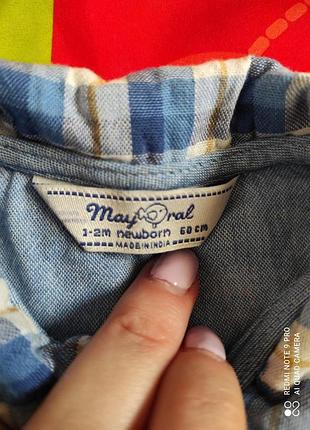 Mayoral
1-2M newborn 60 cm
MADE IN INDIA
REDMI NOTE 9 PRO
AI QUAD CAMERA